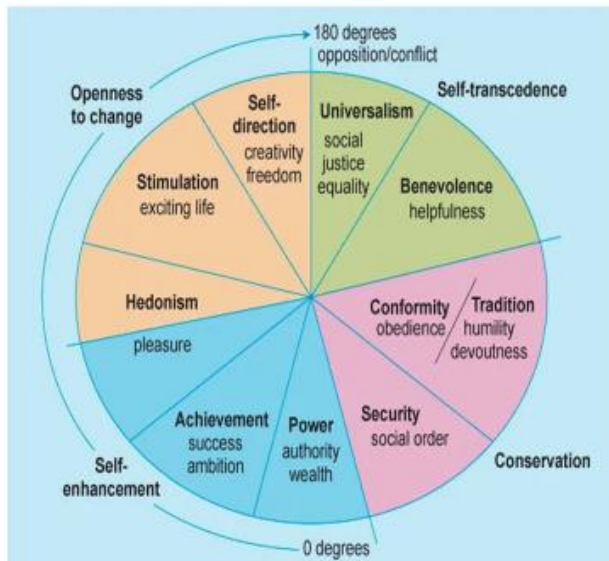 180 degrees
opposition/conflict
Openness
to change
Self-transcedence
Self-
direction
creativity
freedom
Universalism
social
justice
equality
Stimulation
exciting life
Benevolence
helpfulness
Hedonism
pleasure
Conformity
obedience
Tradition
humility
devoutness
Achievement
success
ambition
Power
authority
wealth
Security
social order
Self-
enhancement
Conservation
0 degrees